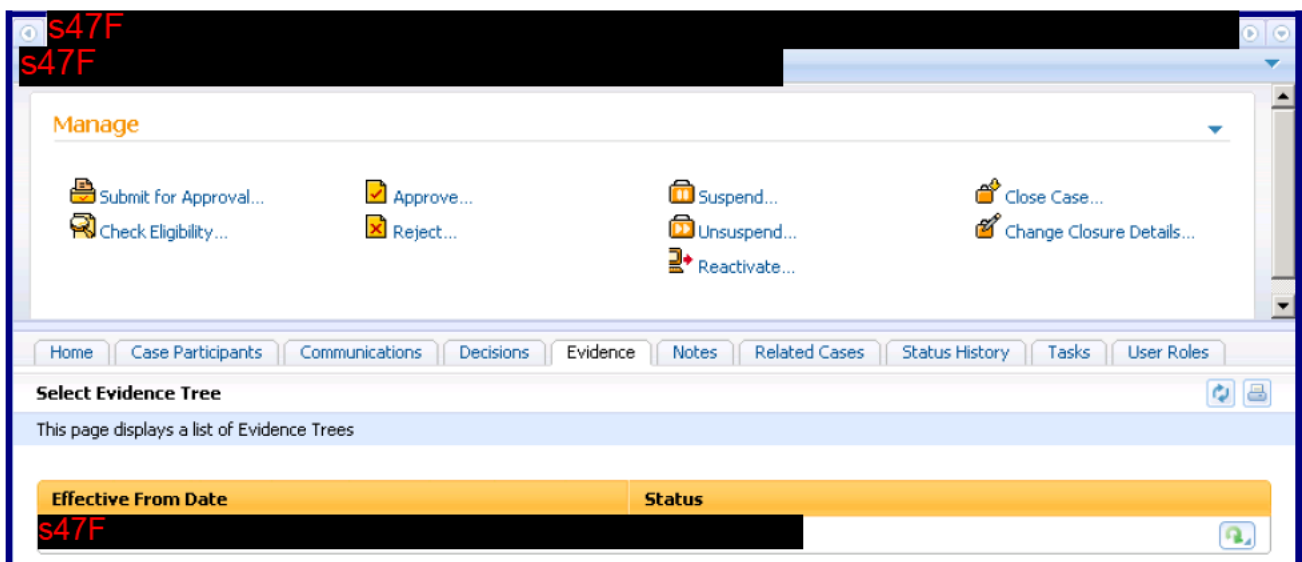 s47F
s47F
Manage
Submit for Approval... Approve... Suspend... Close Case...
Check Eligibility... Reject... Unsuspend... Change Closure Details...
Reactivate...
Home Case Participants Communications Decisions Evidence Notes Related Cases Status History Tasks User Roles
Select Evidence Tree
This page displays a list of Evidence Trees
Effective From Date Status
s47F